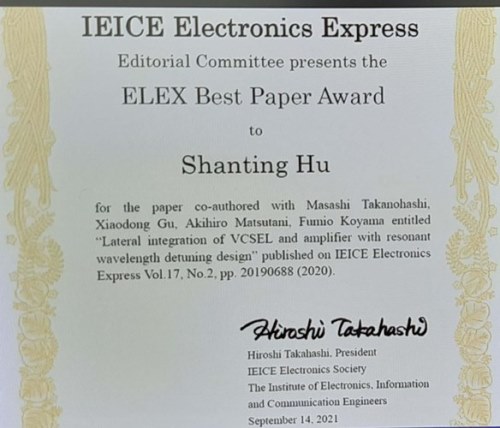 IEICE Electronics Express
Editorial Committee presents the
ELEX Best Paper Award
to
Shanting Hu
for the paper co-authored with Masashi Takanohashi,
Xiaodong Gu, Akihiro Matsutani, Fumio Koyama entitled
"Lateral integration of VCSEL and amplifier with resonant
wavelength detuning design" published on IEICE Electronics
Express Vol.17, No.2, pp. 20190688 (2020).
Hiroshi Takahashi
Hiroshi Takahashi, President
IEICE Electronics Society
The Institute of Electronics, Information
and Communication Engineers
September 14, 2021